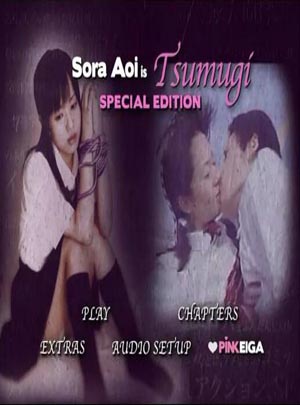 Sora Aoi is Tsumugi
SPECIAL EDITION
PLAY CHAPTERS
EXTRAS AUDIO SETUP PINKEIGA